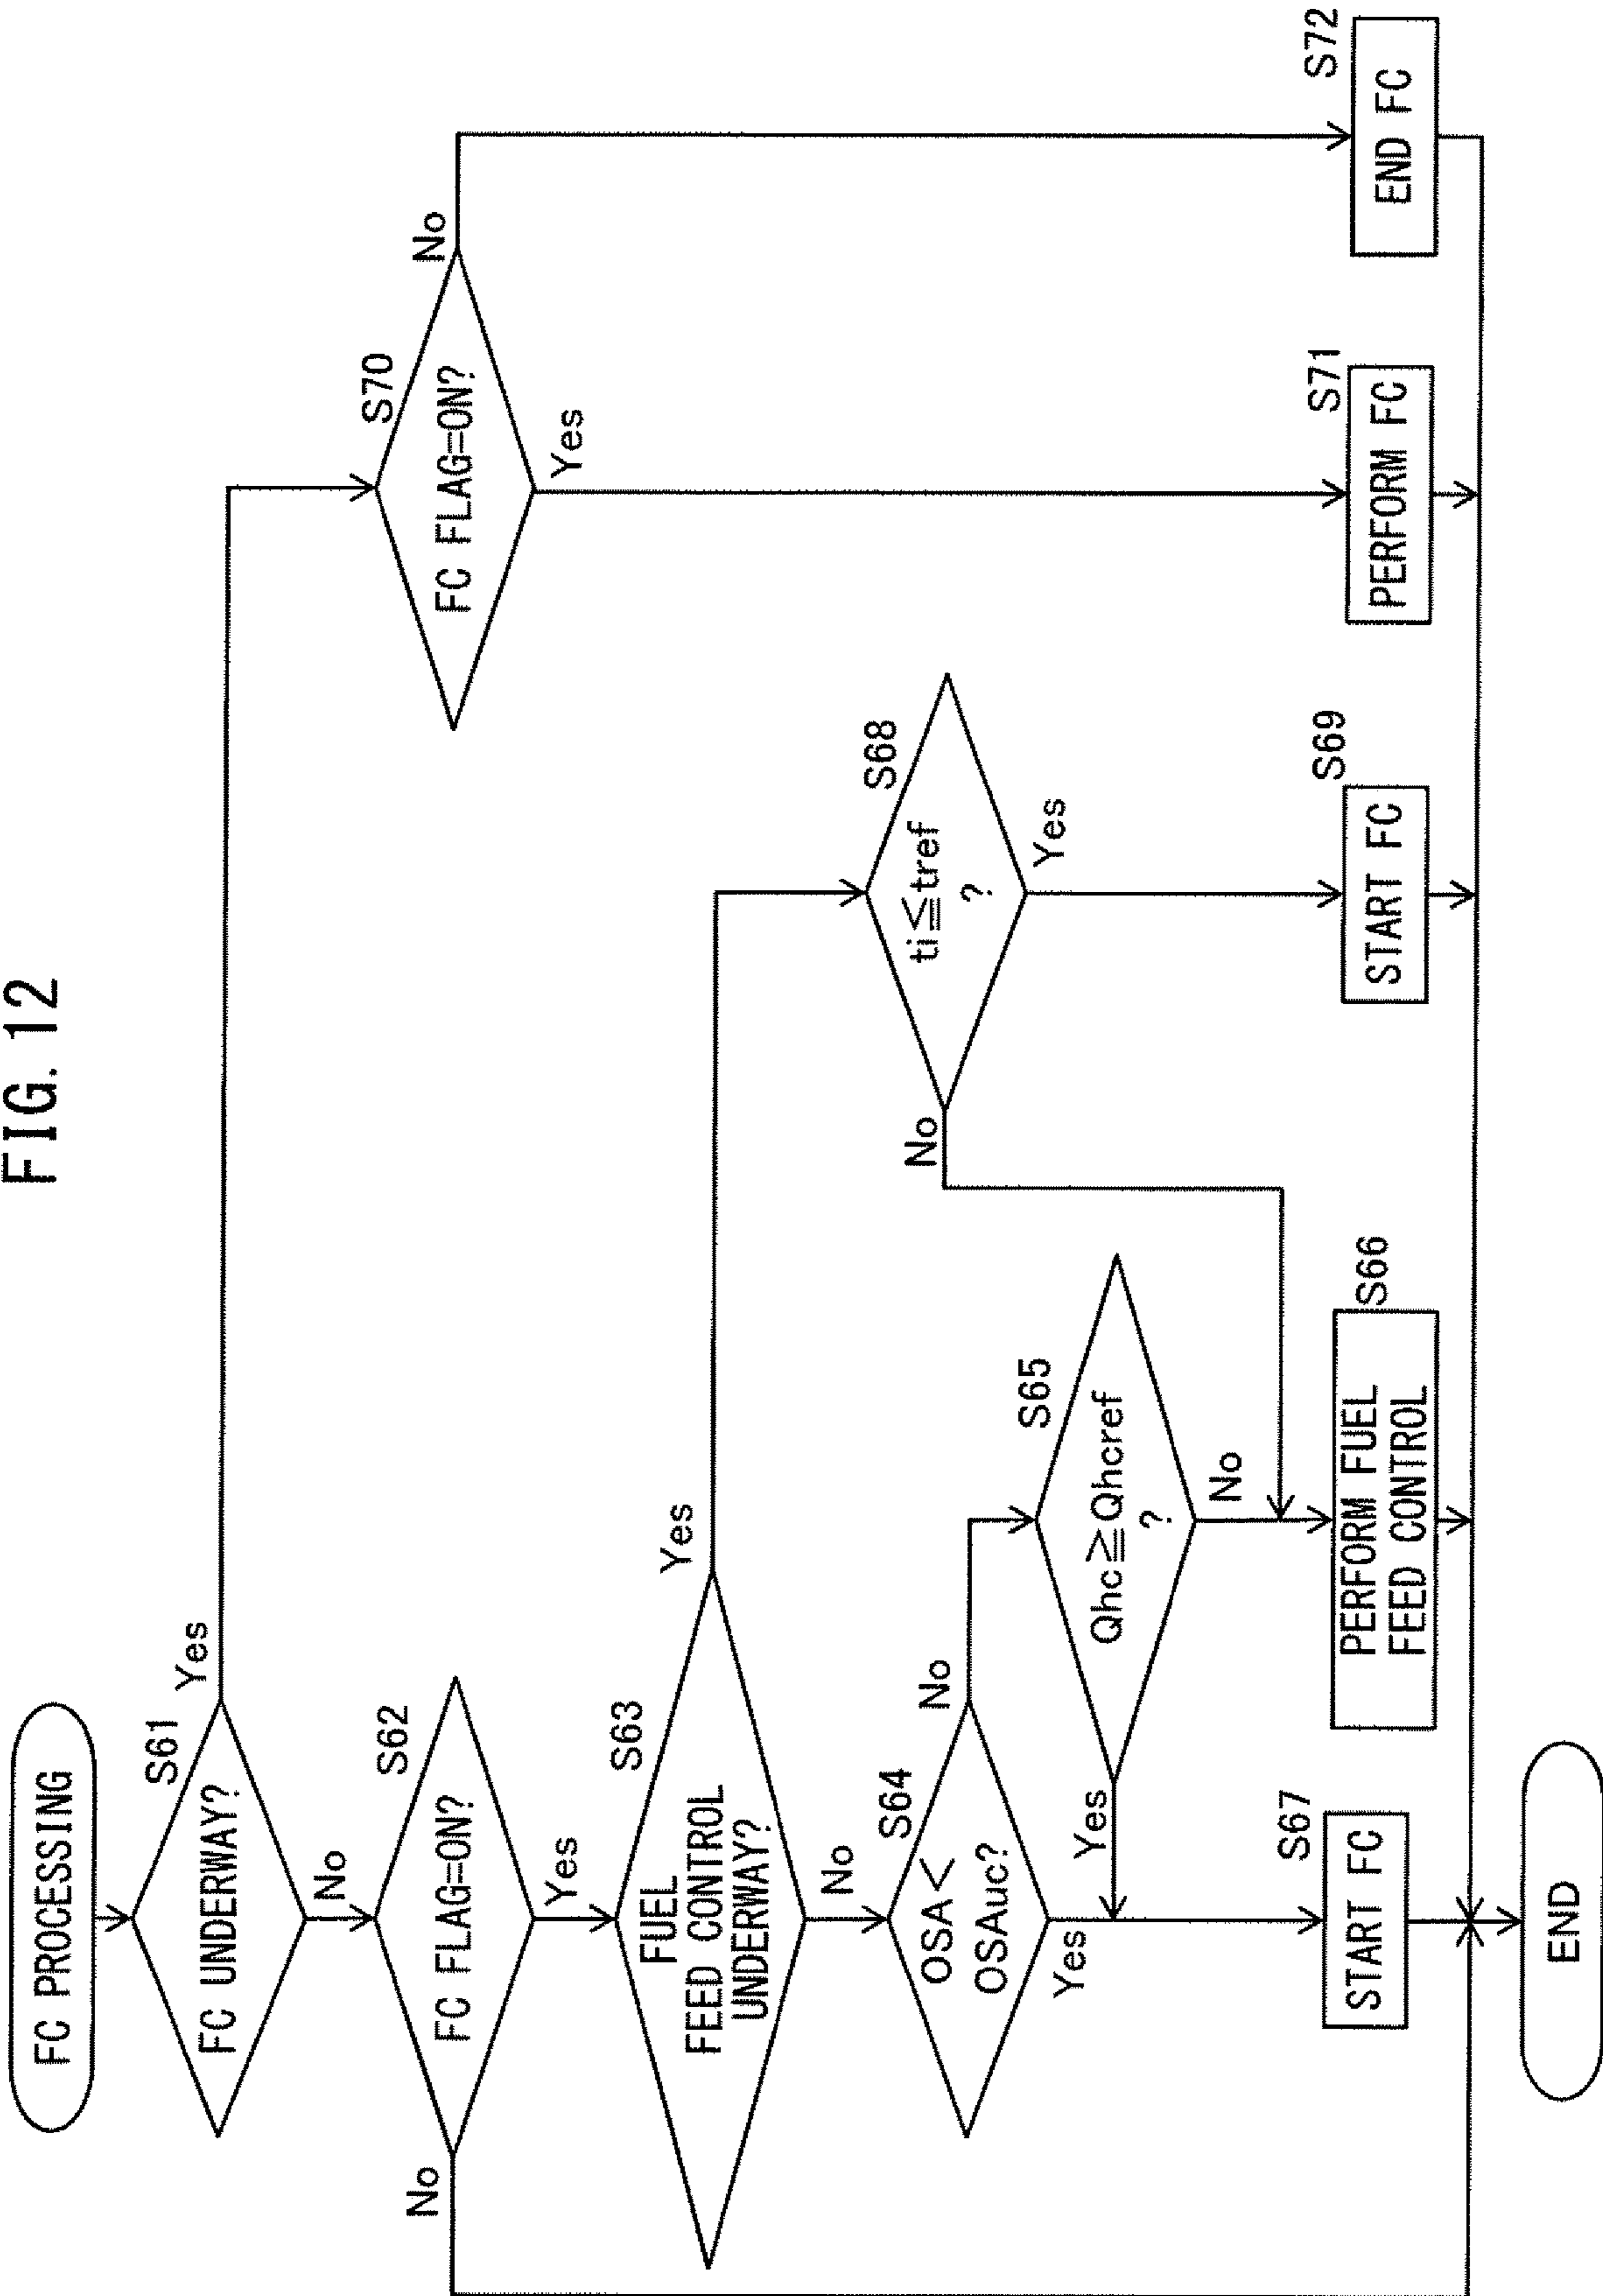 FIG. 12
FC PROCESSING
S61
FC UNDERWAY?
Yes
No
S62
FC FLAG=ON?
No
Yes
S63
FUEL
FEED CONTROL
UNDERWAY?
Yes
No
S64
OSA<
OSAuc?
No
Yes
S65
Qhc≧Qhcref
?
Yes
No
S66
PERFORM FUEL
FEED CONTROL
S67
START FC
S68
ti≦tref
?
No
Yes
S69
START FC
S70
FC FLAG=ON?
No
Yes
S71
PERFORM FC
S72
END FC
END